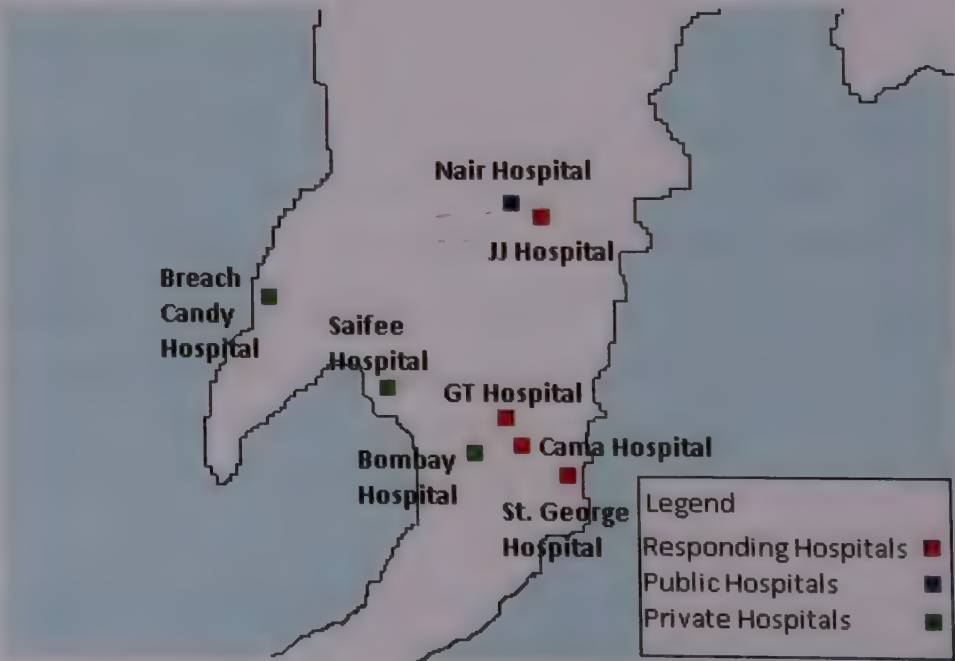 Nair Hospital
JJ Hospital
Breach
Candy
Hospital
Saifee
Hospital
GT Hospital
Cama Hospital
Bombay
Hospital
St. George
Hospital
Legend
Responding Hospitals
Public Hospitals
Private Hospitals